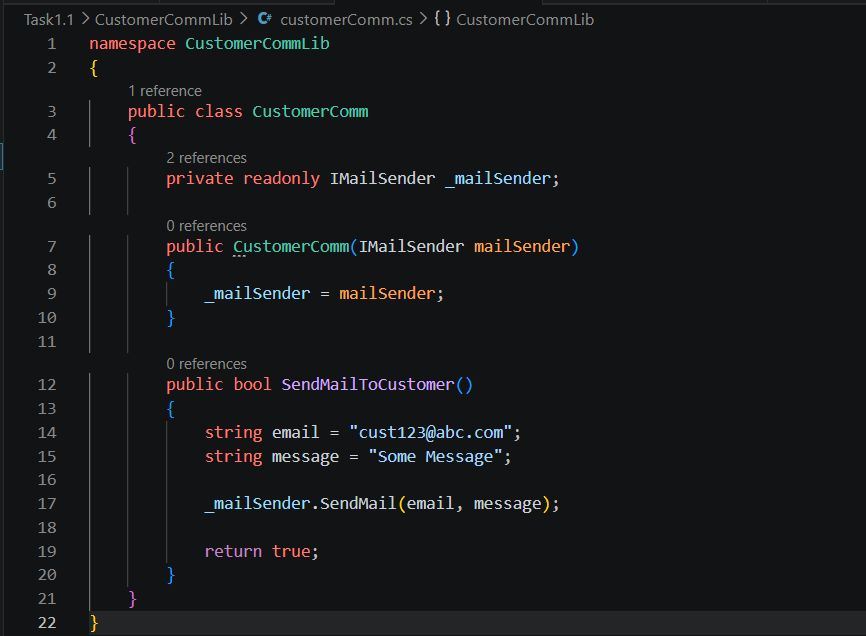 Task1.1 > CustomerCommLib > C# customerComm.cs > { } CustomerCommLib
1 namespace CustomerCommLib
2 {
1 reference
3 public class CustomerComm
4 {
2 references
5 private readonly IMailSender _mailSender;
6
0 references
7 public CustomerComm(IMailSender mailSender)
8 {
9 _mailSender = mailSender;
10 }
11
0 references
12 public bool SendMailToCustomer()
13 {
14 string email = "cust123@abc.com";
15 string message = "Some Message";
16
17 _mailSender.SendMail(email, message);
18
19 return true;
20 }
21 }
22 }